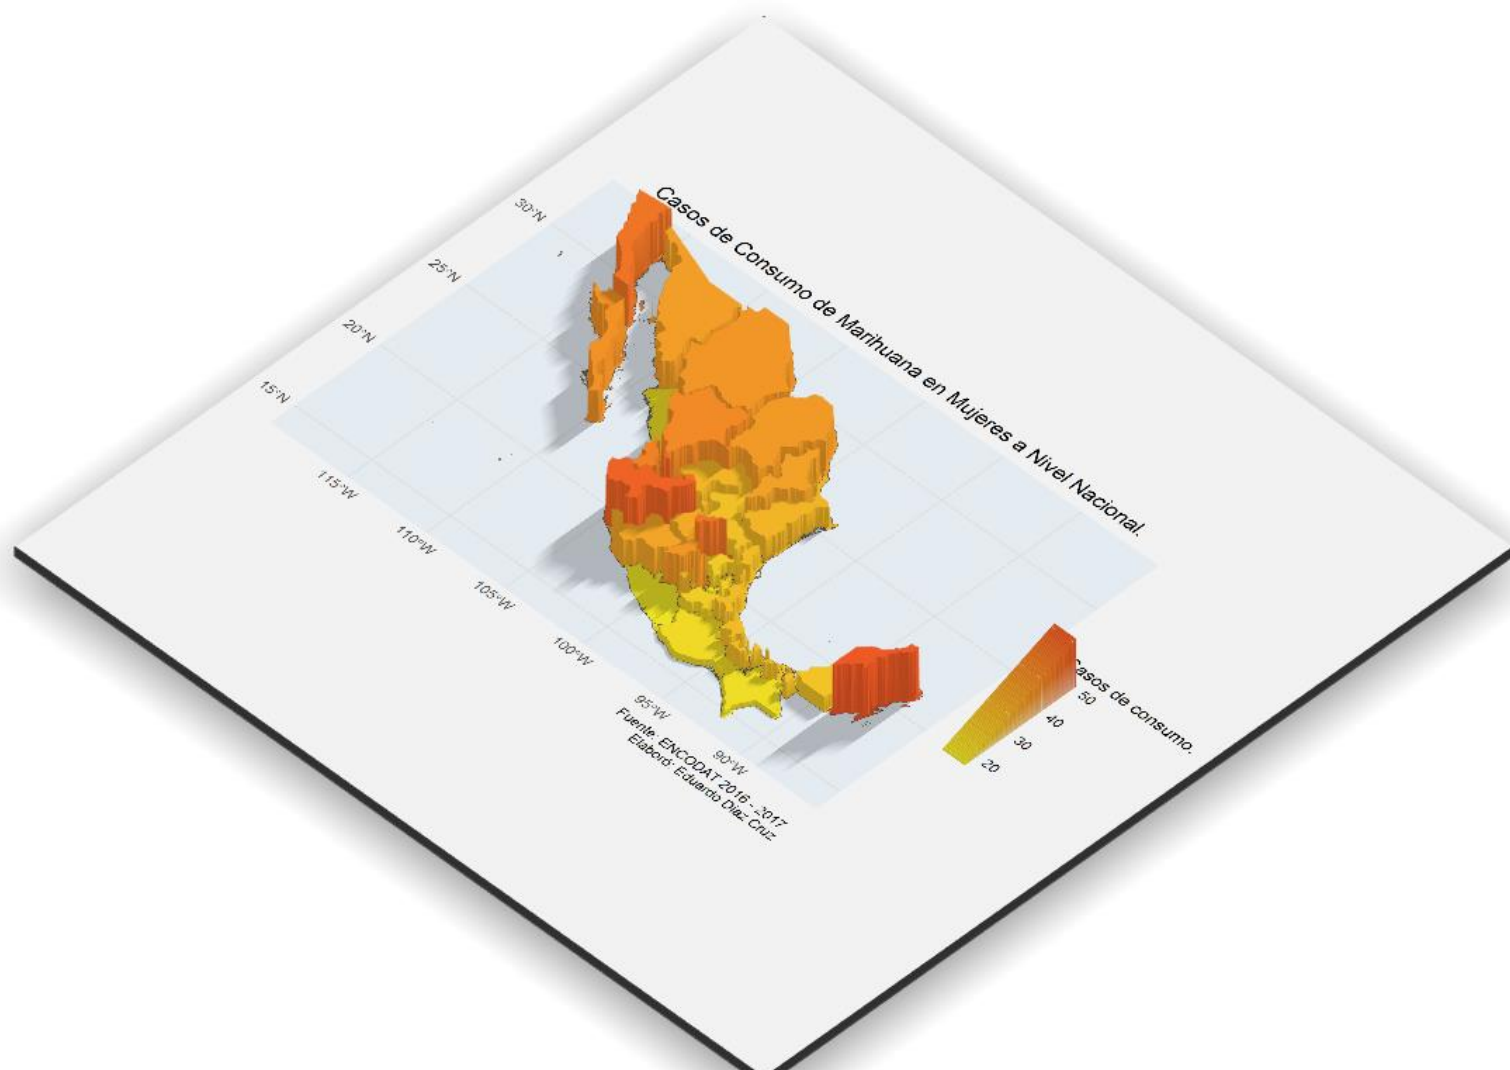 Casos de Consumo de Marihuana en Mujeres a Nivel Nacional.
30°N
25°N
20°N
15°N
115°W
110°W
105°W
100°W
95°W
90°W
Casos de consumo.
50
40
30
20
Fuente: ENCODAT 2016 - 2017
Elaboró: Eduardo Díaz Cruz